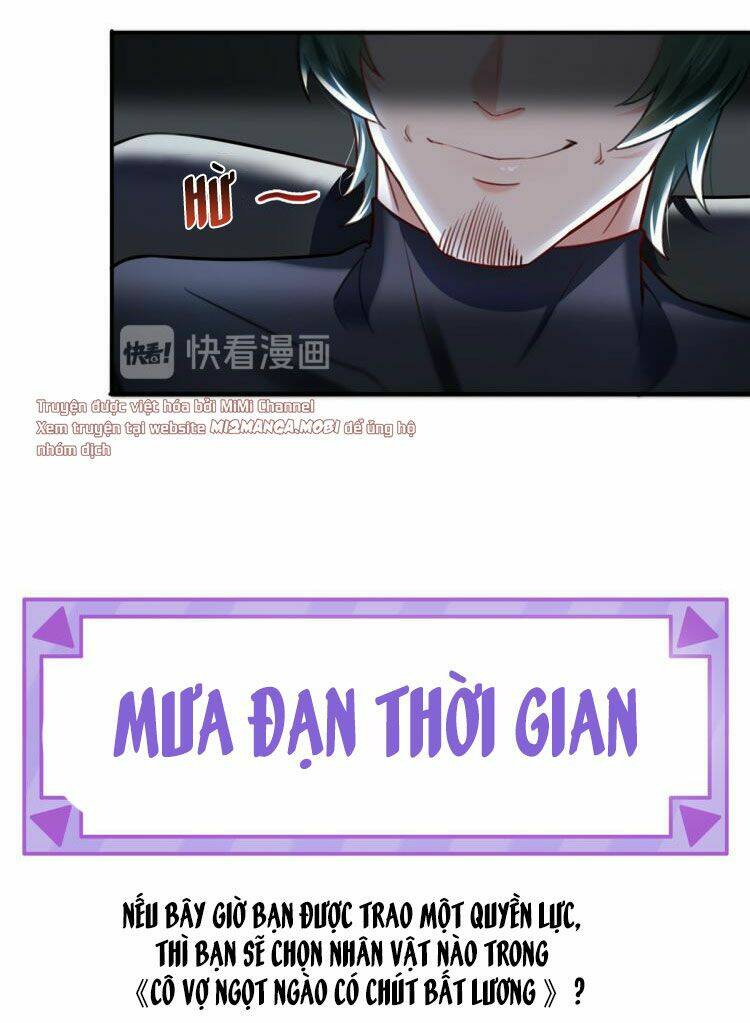 HỪ ~
快看! 快看漫画
Truyện được việt hóa bởi MiMi Channel
Xem truyện tại website MI2MANGA.MOBI để ủng hộ
nhóm dịch
MƯA ĐẠN THỜI GIAN
NẾU BÂY GIỜ BẠN ĐƯỢC TRAO MỘT QUYỀN LỰC,
THÌ BẠN SẼ CHỌN NHÂN VẬT NÀO TRONG
《CÔ VỢ NGỌT NGÀO CÓ CHÚT BẤT LƯƠNG 》 ?